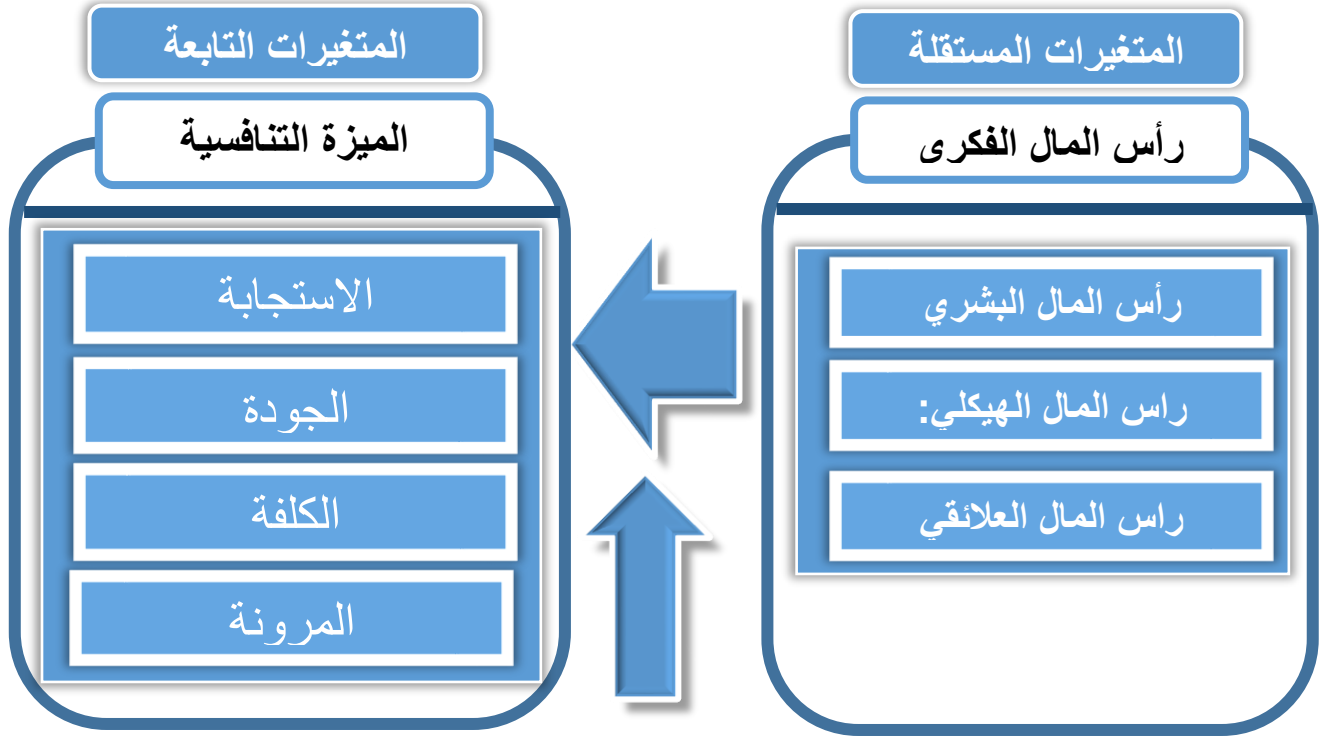 المتغيرات المستقلة
رأس المال الفكرى
رأس المال البشري
راس المال الهيكلي:
راس المال العلائقي
المتغيرات التابعة
الميزة التنافسية
الاستجابة
الجودة
الكلفة
المرونة